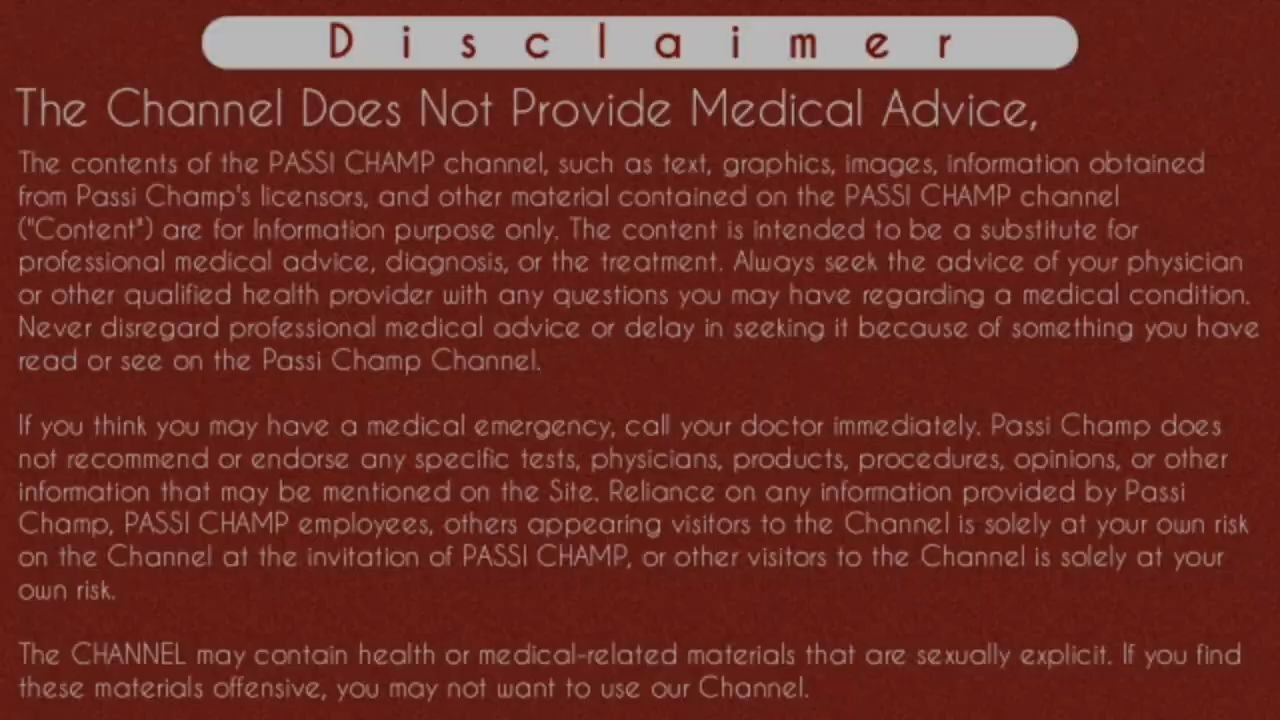 Disclaimer
The Channel Does Not Provide Medical Advice,
The contents of the PASSI CHAMP channel, such as text, graphics, images, information obtained
from Passi Champ's licensors, and other material contained on the PASSI CHAMP channel
("Content") are for Information purpose only. The content is intended to be a substitute for
professional medical advice, diagnosis, or the treatment. Always seek the advice of your physician
or other qualified health provider with any questions you may have regarding a medical condition.
Never disregard professional medical advice or delay in seeking it because of something you have
read or see on the Passi Champ Channel.
If you think you may have a medical emergency, call your doctor immediately. Passi Champ does
not recommend or endorse any specific tests, physicians, products, procedures, opinions, or other
information that may be mentioned on the Site. Reliance on any information provided by Passi
Champ, PASSI CHAMP employees, others appearing visitors to the Channel is solely at your own risk
on the Channel at the invitation of PASSI CHAMP, or other visitors to the Channel is solely at your
own risk.
The CHANNEL may contain health or medical-related materials that are sexually explicit. If you find
these materials offensive, you may not want to use our Channel.